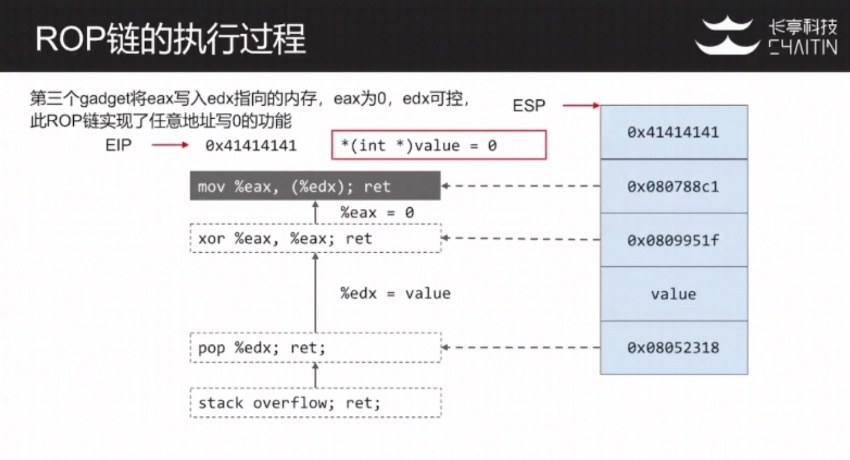 ROP链的执行过程
长亭科技
CHAITIN
第三个gadget将eax写入edx指向的内存，eax为0，edx可控，
此ROP链实现了任意地址写0的功能
ESP
EIP
0x41414141
*(int *)value = 0
mov %eax, (%edx); ret
%eax = 0
xor %eax, %eax; ret
%edx = value
pop %edx; ret;
stack overflow; ret;
0x41414141
0x080788c1
0x0809951f
value
0x08052318